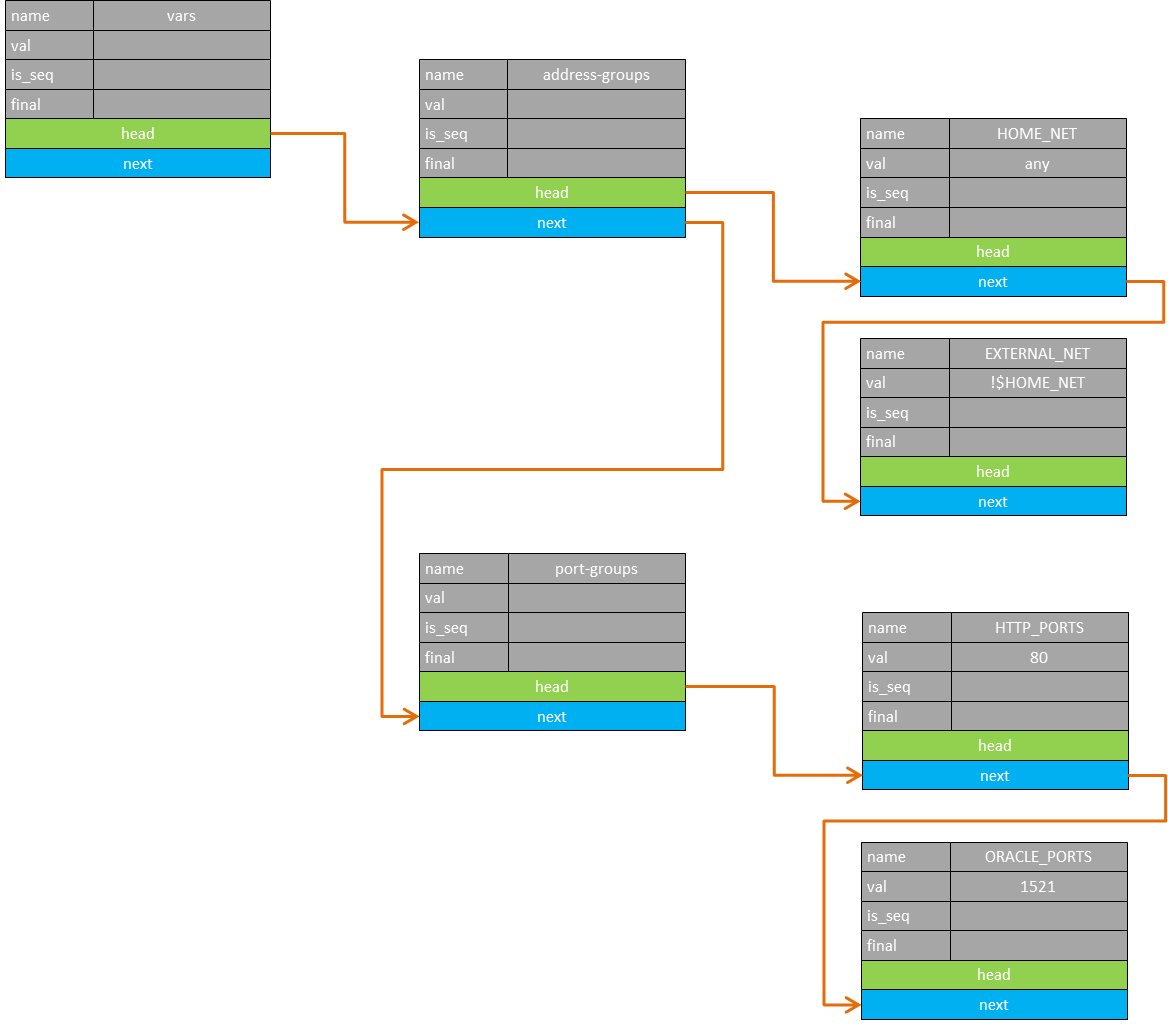 name vars
val
is_seq
final
head
next
name address-groups
val
is_seq
final
head
next
name HOME_NET
val any
is_seq
final
head
next
name EXTERNAL_NET
val !$HOME_NET
is_seq
final
head
next
name port-groups
val
is_seq
final
head
next
name HTTP_PORTS
val 80
is_seq
final
head
next
name ORACLE_PORTS
val 1521
is_seq
final
head
next